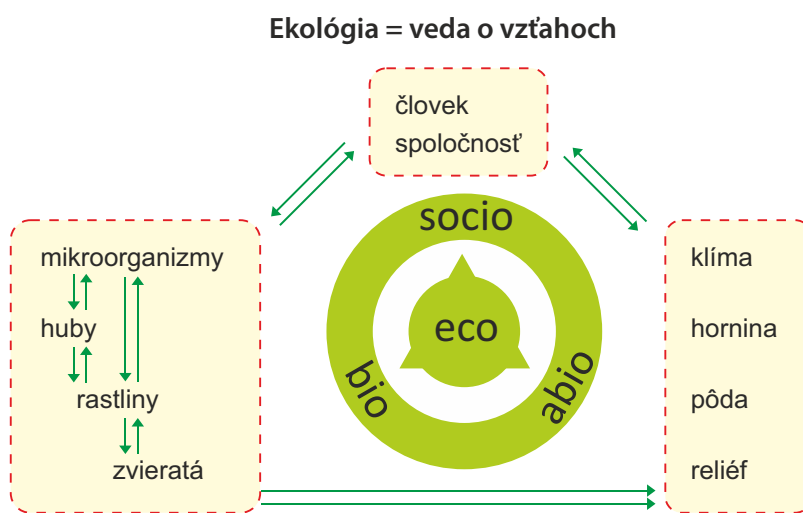 Ekológia = veda o vzťahoch
človek
spoločnosť
mikroorganizmy
huby
rastliny
zvieratá
socio
eco
bio
abio
klíma
hornina
pôda
reliéf